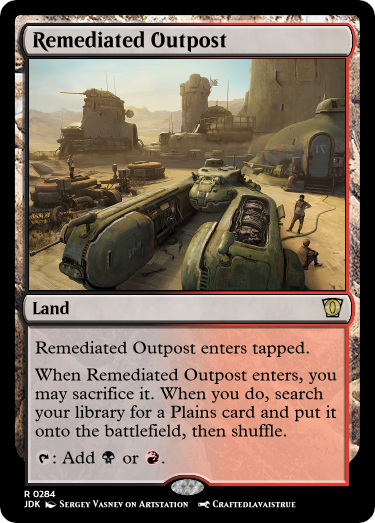 Remediated Outpost
Land
Remediated Outpost enters tapped.
When Remediated Outpost enters, you
may sacrifice it. When you do, search
your library for a Plains card and put it
onto the battlefield, then shuffle.
: Add or .
R 0284
JDK Sergey Vasnev on Artstation Craftedlavaistrue